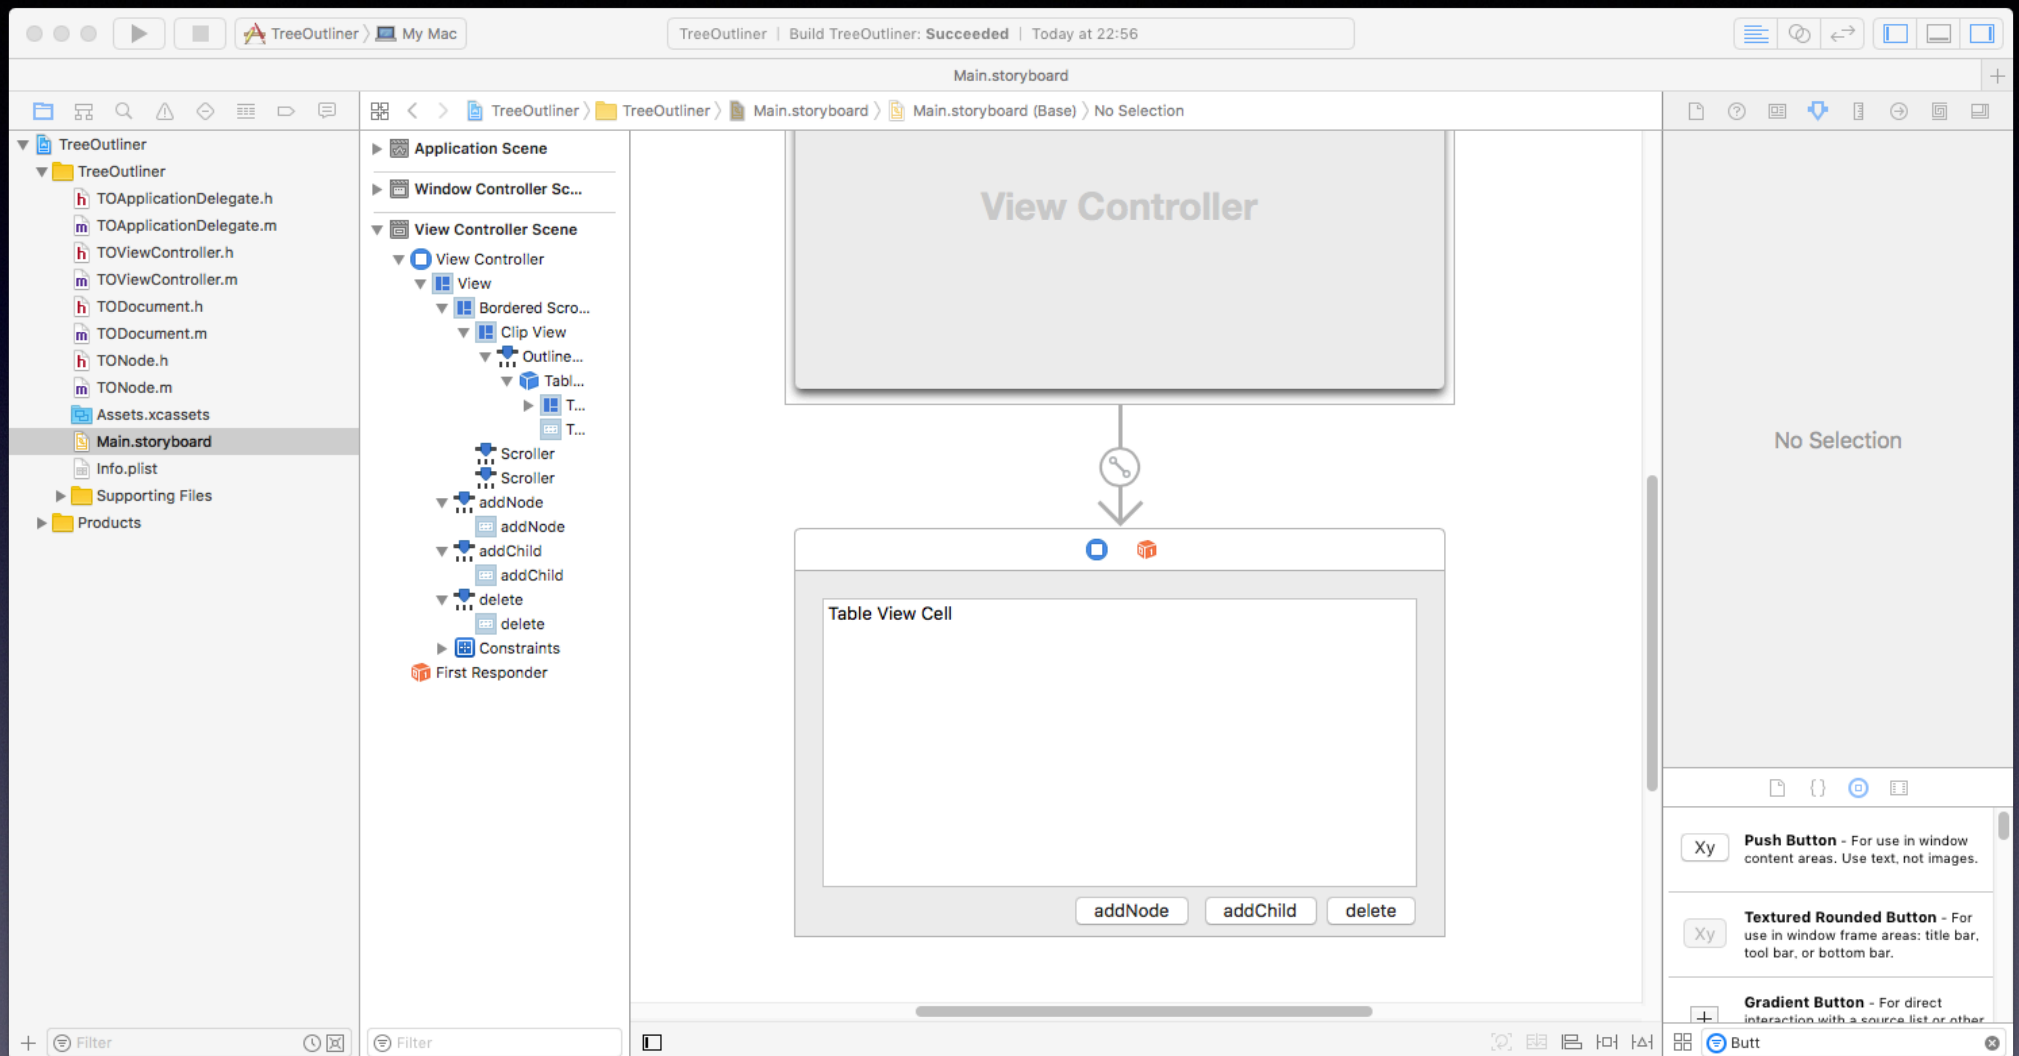 TreeOutliner
My Mac
TreeOutliner | Build TreeOutliner: Succeeded | Today at 22:56
Main.storyboard
TreeOutliner
TreeOutliner
Main.storyboard
Main.storyboard (Base)
No Selection
TreeOutliner
TreeOutliner
TOApplicationDelegate.h
TOApplicationDelegate.m
TOViewController.h
TOViewController.m
TODocument.h
TODocument.m
TONode.h
TONode.m
Assets.xcassets
Main.storyboard
Info.plist
Supporting Files
Products
Filter
Application Scene
Window Controller Sc...
View Controller Scene
View Controller
View
Bordered Scro...
Clip View
Outline...
Tabl...
T...
T...
Scroller
Scroller
addNode
addNode
addChild
addChild
delete
delete
Constraints
First Responder
Filter
View Controller
Table View Cell
addNode
addChild
delete
No Selection
Xy
Push Button - For use in window
content areas. Use text, not images.
Xy
Textured Rounded Button - For
use in window frame areas: title bar,
tool bar, or bottom bar.
Gradient Button - For direct
interaction with a source list or other
Butt